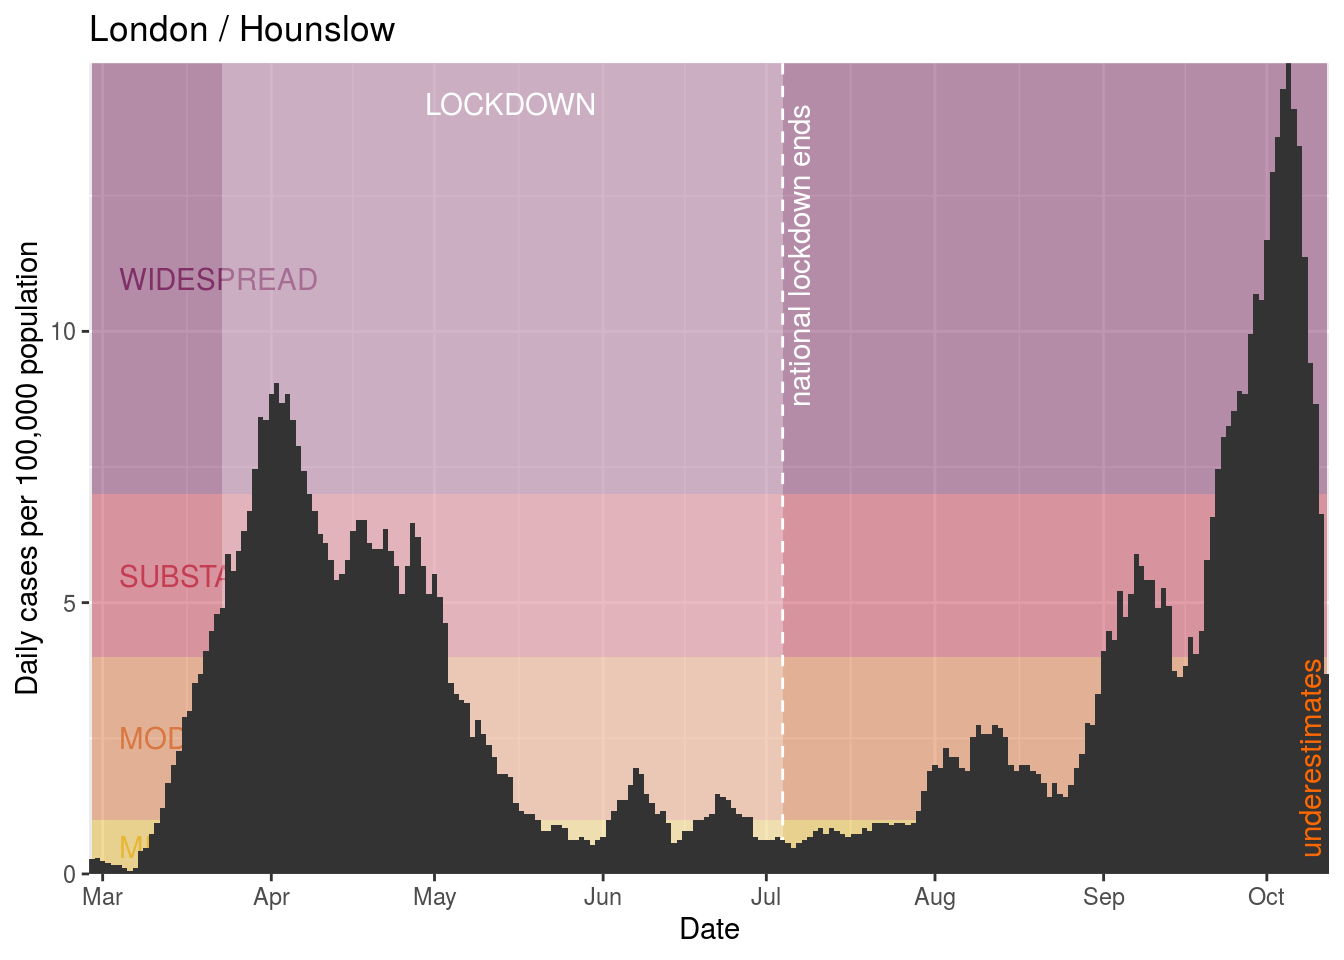 London / Hounslow
LOCKDOWN
national lockdown ends
WIDESPREAD
SUBSTA
MOD
M
underestimates
Daily cases per 100,000 population
10
5
0
Mar Apr May Jun Jul Aug Sep Oct
Date